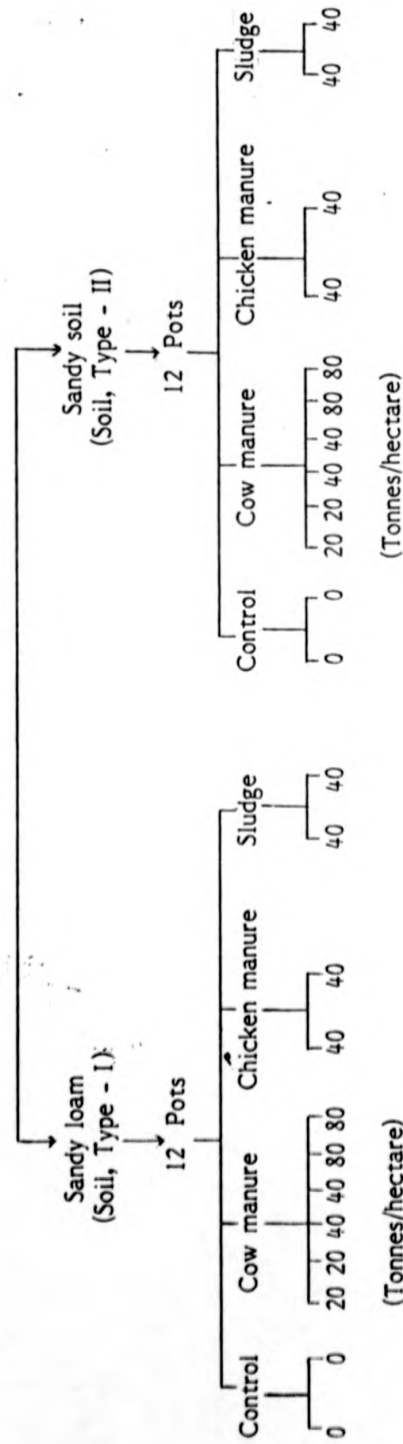 Sandy loam
(Soil, Type - I)
12 Pots
Control
Cow manure
Chicken manure
Sludge
0 0
20 20 40 40 80 80
40 40
40 40
(Tonnes/hectare)
Sandy soil
(Soil, Type - II)
12 Pots
Control
Cow manure
Chicken manure
Sludge
0 0
20 20 40 40 80 80
40 40
40 40
(Tonnes/hectare)